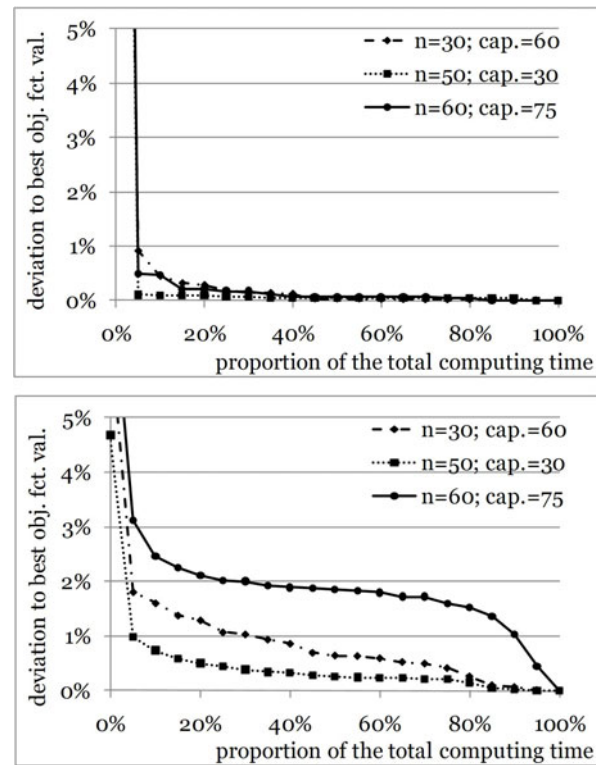 deviation to best obj. fct. val.
5%
4%
3%
2%
1%
0%
n=30; cap.=60
n=50; cap.=30
n=60; cap.=75
0% 20% 40% 60% 80% 100%
proportion of the total computing time
deviation to best obj. fct. val.
5%
4%
3%
2%
1%
0%
n=30; cap.=60
n=50; cap.=30
n=60; cap.=75
0% 20% 40% 60% 80% 100%
proportion of the total computing time